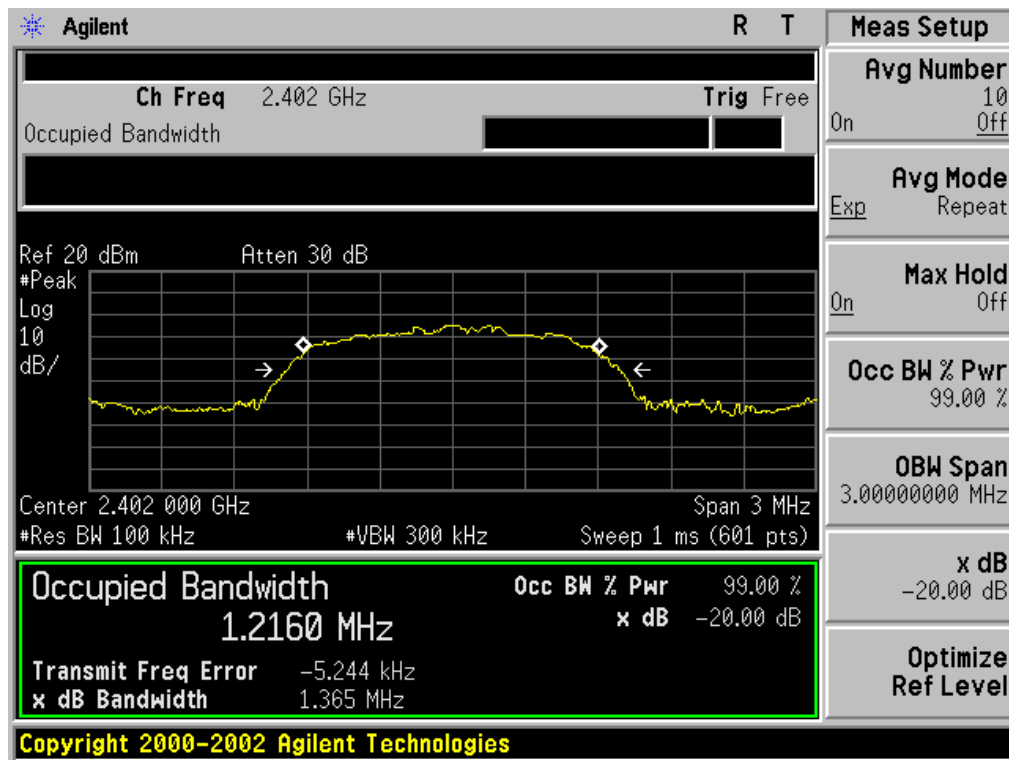 Agilent R T
Ch Freq 2.402 GHz Trig Free
Occupied Bandwidth
Ref 20 dBm Atten 30 dB
#Peak
Log
10
dB/
Center 2.402 000 GHz Span 3 MHz
#Res BW 100 kHz #VBW 300 kHz Sweep 1 ms (601 pts)
Occupied Bandwidth Occ BW % Pwr 99.00 %
1.2160 MHz x dB -20.00 dB
Transmit Freq Error -5.244 kHz
x dB Bandwidth 1.365 MHz
Copyright 2000-2002 Agilent Technologies
Meas Setup
Avg Number
10
On Off
Avg Mode
Exp Repeat
Max Hold
On Off
Occ BW % Pwr
99.00 %
OBW Span
3.00000000 MHz
x dB
-20.00 dB
Optimize
Ref Level